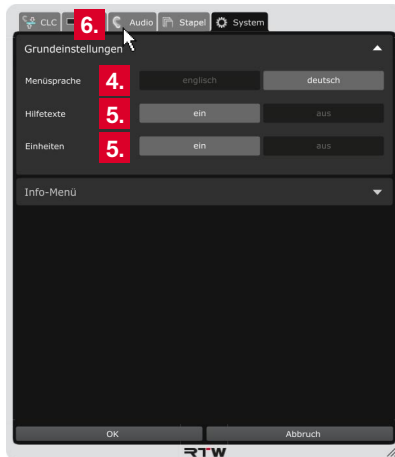 CLC 6. Audio Stapel System
Grundeinstellungen
Menüsprache 4. englisch deutsch
Hilfetexte 5. ein aus
Einheiten 5. ein aus
Info-Menü
OK Abbruch
RTW